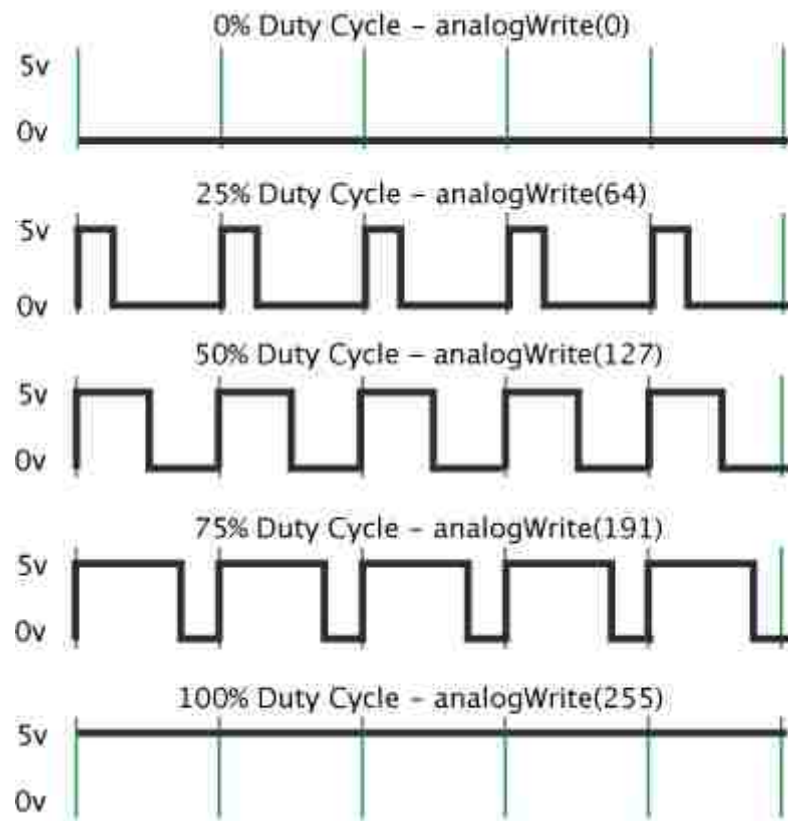 0% Duty Cycle – analogWrite(0)
5v
0v
25% Duty Cycle – analogWrite(64)
5v
0v
50% Duty Cycle – analogWrite(127)
5v
0v
75% Duty Cycle – analogWrite(191)
5v
0v
100% Duty Cycle – analogWrite(255)
5v
0v